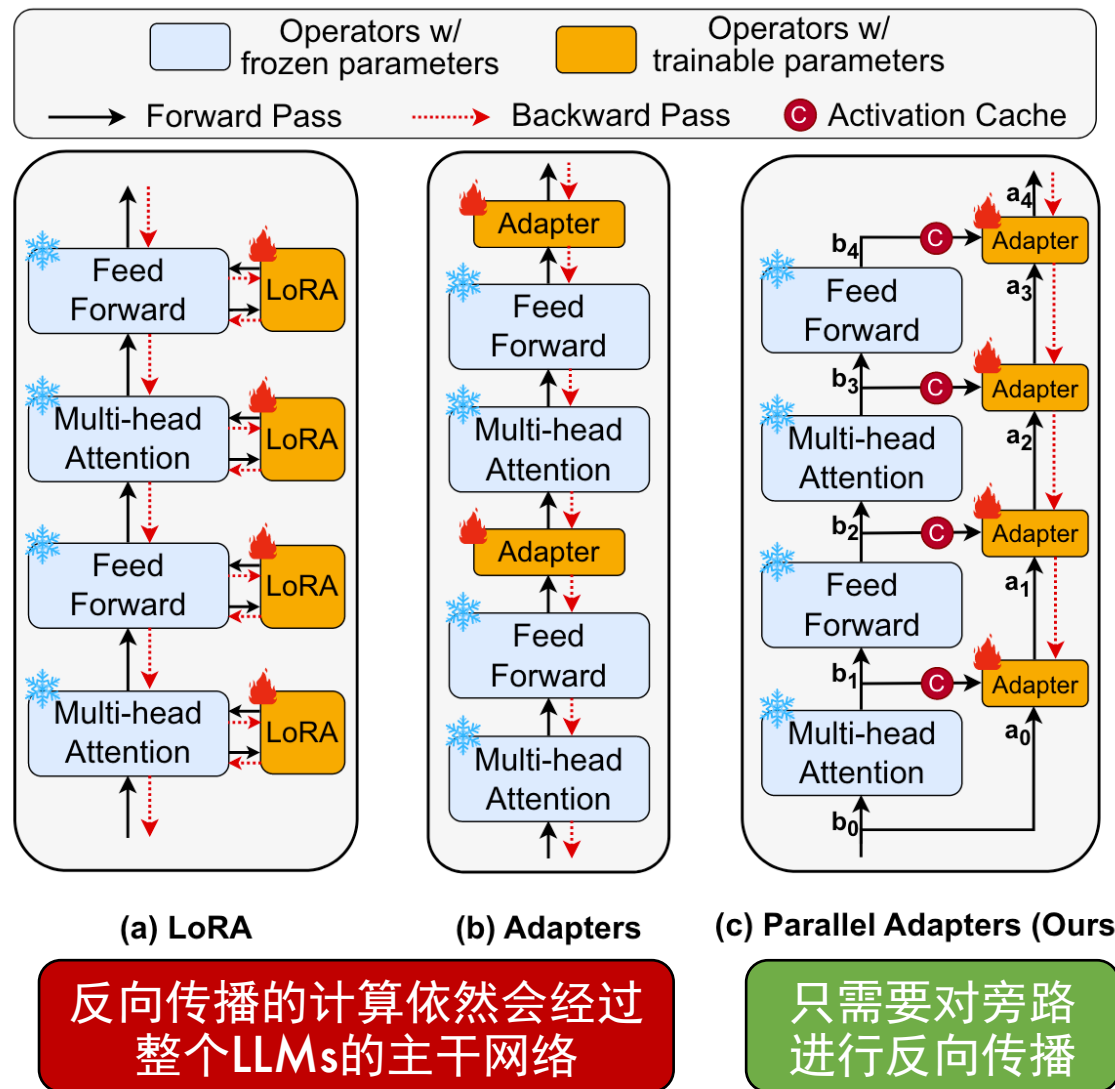 Operators w/
frozen parameters
Operators w/
trainable parameters
Forward Pass
Backward Pass
C Activation Cache
Feed
Forward
LoRA
Multi-head
Attention
LoRA
Feed
Forward
LoRA
Multi-head
Attention
LoRA
(a) LoRA
Adapter
Feed
Forward
Multi-head
Attention
Adapter
Feed
Forward
Multi-head
Attention
(b) Adapters
a4
b4
C
Adapter
Feed
Forward
a3
b3
C
Adapter
Multi-head
Attention
a2
b2
C
Adapter
Feed
Forward
a1
b1
C
Adapter
Multi-head
Attention
a0
b0
(c) Parallel Adapters (Ours
反向传播的计算依然会经过
整个LLMs的主干网络
只需要对旁路
进行反向传播